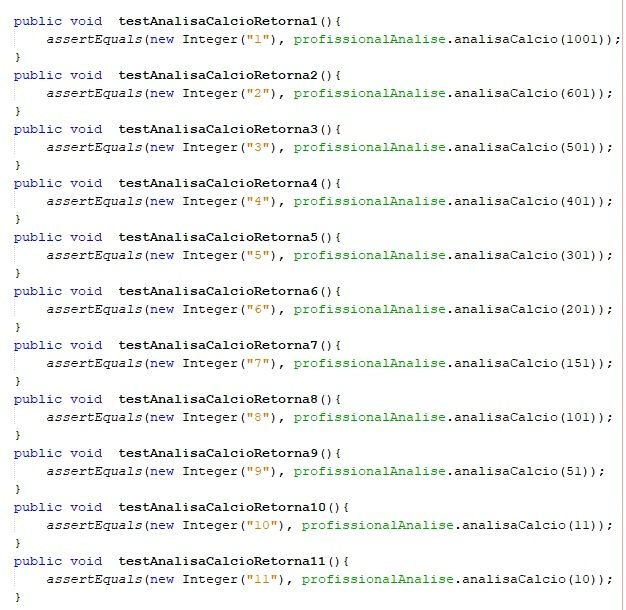 public void  testAnalisaCalcioRetorna1(){
    assertEquals(new Integer("1"), profissionalAnalise.analisaCalcio(1001));
}
public void  testAnalisaCalcioRetorna2(){
    assertEquals(new Integer("2"), profissionalAnalise.analisaCalcio(601));
}
public void  testAnalisaCalcioRetorna3(){
    assertEquals(new Integer("3"), profissionalAnalise.analisaCalcio(501));
}
public void  testAnalisaCalcioRetorna4(){
    assertEquals(new Integer("4"), profissionalAnalise.analisaCalcio(401));
}
public void  testAnalisaCalcioRetorna5(){
    assertEquals(new Integer("5"), profissionalAnalise.analisaCalcio(301));
}
public void  testAnalisaCalcioRetorna6(){
    assertEquals(new Integer("6"), profissionalAnalise.analisaCalcio(201));
}
public void  testAnalisaCalcioRetorna7(){
    assertEquals(new Integer("7"), profissionalAnalise.analisaCalcio(151));
}
public void  testAnalisaCalcioRetorna8(){
    assertEquals(new Integer("8"), profissionalAnalise.analisaCalcio(101));
}
public void  testAnalisaCalcioRetorna9(){
    assertEquals(new Integer("9"), profissionalAnalise.analisaCalcio(51));
}
public void  testAnalisaCalcioRetorna10(){
    assertEquals(new Integer("10"), profissionalAnalise.analisaCalcio(11));
}
public void  testAnalisaCalcioRetorna11(){
    assertEquals(new Integer("11"), profissionalAnalise.analisaCalcio(10));
}